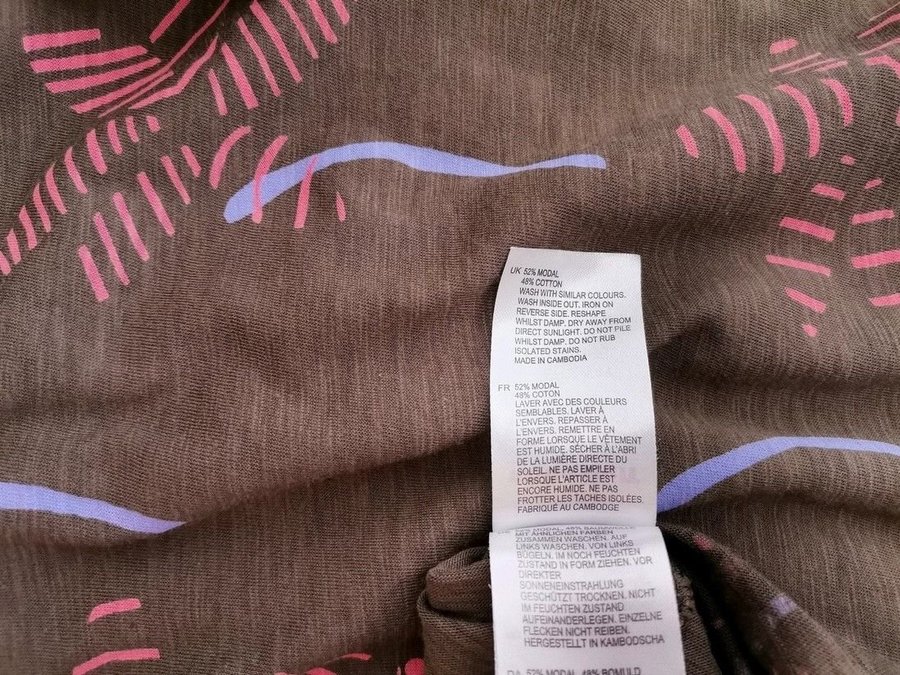 UK 52% MODAL
48% COTTON
WASH WITH SIMILAR COLOURS.
WASH INSIDE OUT. IRON ON
REVERSE SIDE. RESHAPE
WHILST DAMP. DRY AWAY FROM
DIRECT SUNLIGHT. DO NOT PILE
WHILST DAMP. DO NOT RUB
ISOLATED STAINS.
MADE IN CAMBODIA
FR 52% MODAL
48% COTON
LAVER AVEC DES COULEURS
SEMBLABLES. LAVER À
L'ENVERS. REPASSER À
L'ENVERS. REMETTRE EN
FORME LORSQUE LE VÊTEMENT
EST HUMIDE. SÉCHER À L'ABRI
DE LA LUMIÈRE DIRECTE DU
SOLEIL. NE PAS EMPILER
LORSQUE L'ARTICLE EST
ENCORE HUMIDE. NE PAS
FROTTER LES TACHES ISOLÉES.
FABRIQUÉ AU CAMBODGE
MODAL, 48%
MIT ÄHNLICHEN FARBEN
ZUSAMMEN WASCHEN. AUF
LINKS WASCHEN. VON LINKS
BÜGELN. IM NOCH FEUCHTEN
ZUSTAND IN FORM ZIEHEN. VOR
DIREKTER
SONNENEINSTRAHLUNG
GESCHÜTZT TROCKNEN. NICHT
IM FEUCHTEN ZUSTAND
AUFEINANDERLEGEN. EINZELNE
FLECKEN NICHT REIBEN.
HERGESTELLT IN KAMBODSCHA
52% MODAL 48% BOMULD